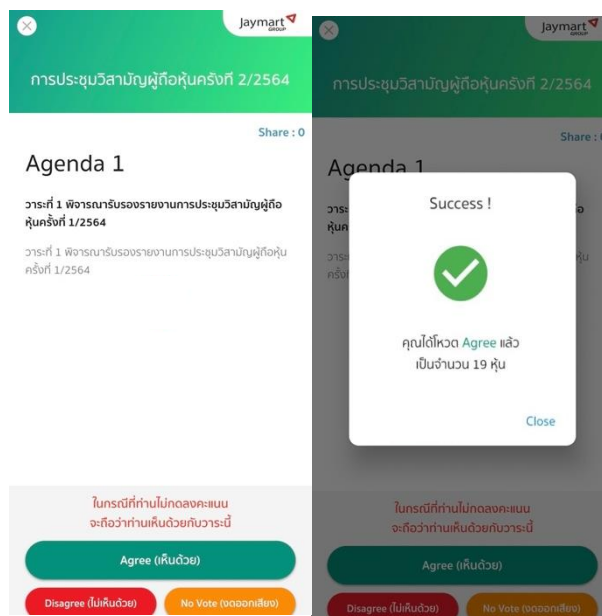 Jaymart
GROUP
การประชุมวิสามัญผู้ถือหุ้นครั้งที่ 2/2564
Share : 0
Agenda 1
วาระที่ 1 พิจารณารับรองรายงานการประชุมวิสามัญผู้ถือ
หุ้นครั้งที่ 1/2564
วาระที่ 1 พิจารณารับรองรายงานการประชุมวิสามัญผู้ถือหุ้น
ครั้งที่ 1/2564
ในกรณีที่ท่านไม่กดลงคะแนน
จะถือว่าท่านเห็นด้วยกับวาระนี้
Agree (เห็นด้วย)
Disagree (ไม่เห็นด้วย)
No Vote (งดออกเสียง)
Jaymart
GROUP
การประชุมวิสามัญผู้ถือหุ้นครั้งที่ 2/2564
Share :
Agenda 1
วาระ
หุ้นค
วาระ
ครั้งที่
Success !
คุณได้โหวต Agree แล้ว
เป็นจำนวน 19 หุ้น
Close
ในกรณีที่ท่านไม่กดลงคะแนน
จะถือว่าท่านเห็นด้วยกับวาระนี้
Agree (เห็นด้วย)
Disagree (ไม่เห็นด้วย)
No Vote (งดออกเสียง)